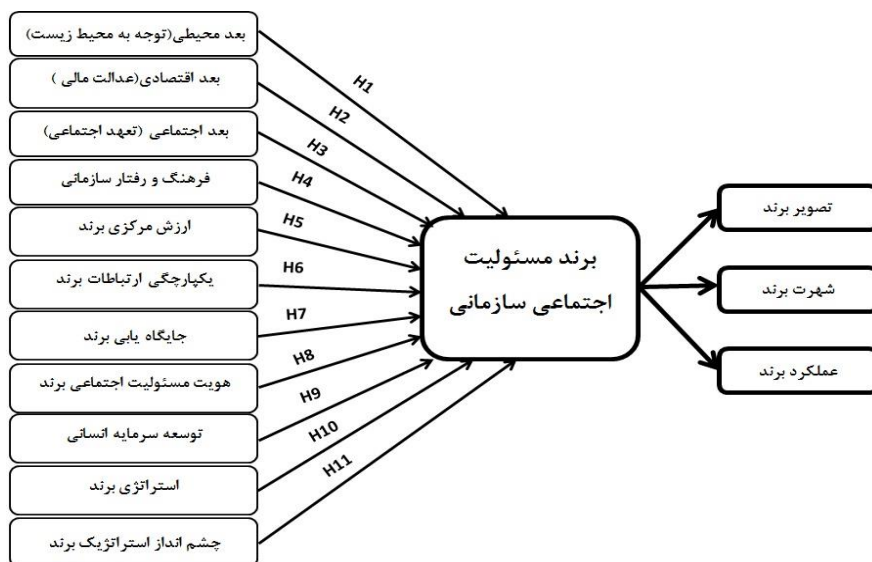 بعد محیطی(توجه به محیط زیست)
بعد اقتصادی(عدالت مالی )
بعد اجتماعی (تعهد اجتماعی)
فرهنگ و رفتار سازمانی
ارزش مرکزی برند
یکپارچگی ارتباطات برند
جایگاه یابی برند
هویت مسئولیت اجتماعی برند
توسعه سرمایه انسانی
استراتژی برند
چشم انداز استراتژیک برند
H1
H2
H3
H4
H5
H6
H7
H8
H9
H10
H11
برند مسئولیت
اجتماعی سازمانی
تصویر برند
شهرت برند
عملکرد برند